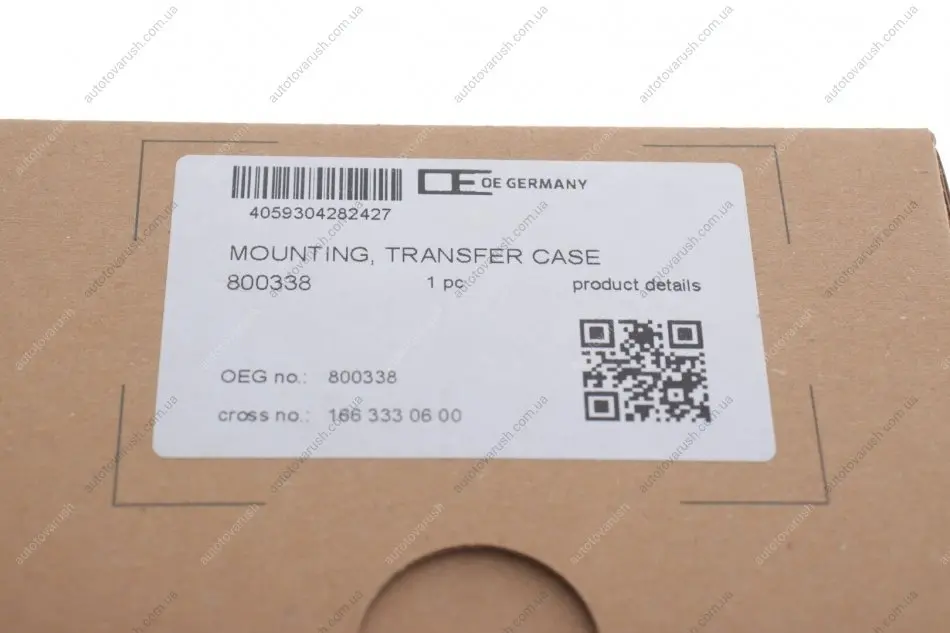 OE GERMANY
4059304282427
MOUNTING, TRANSFER CASE
800338 1 pc product details
OEG no.: 800338
cross no.: 166 333 06 00
autotovarush.com.ua